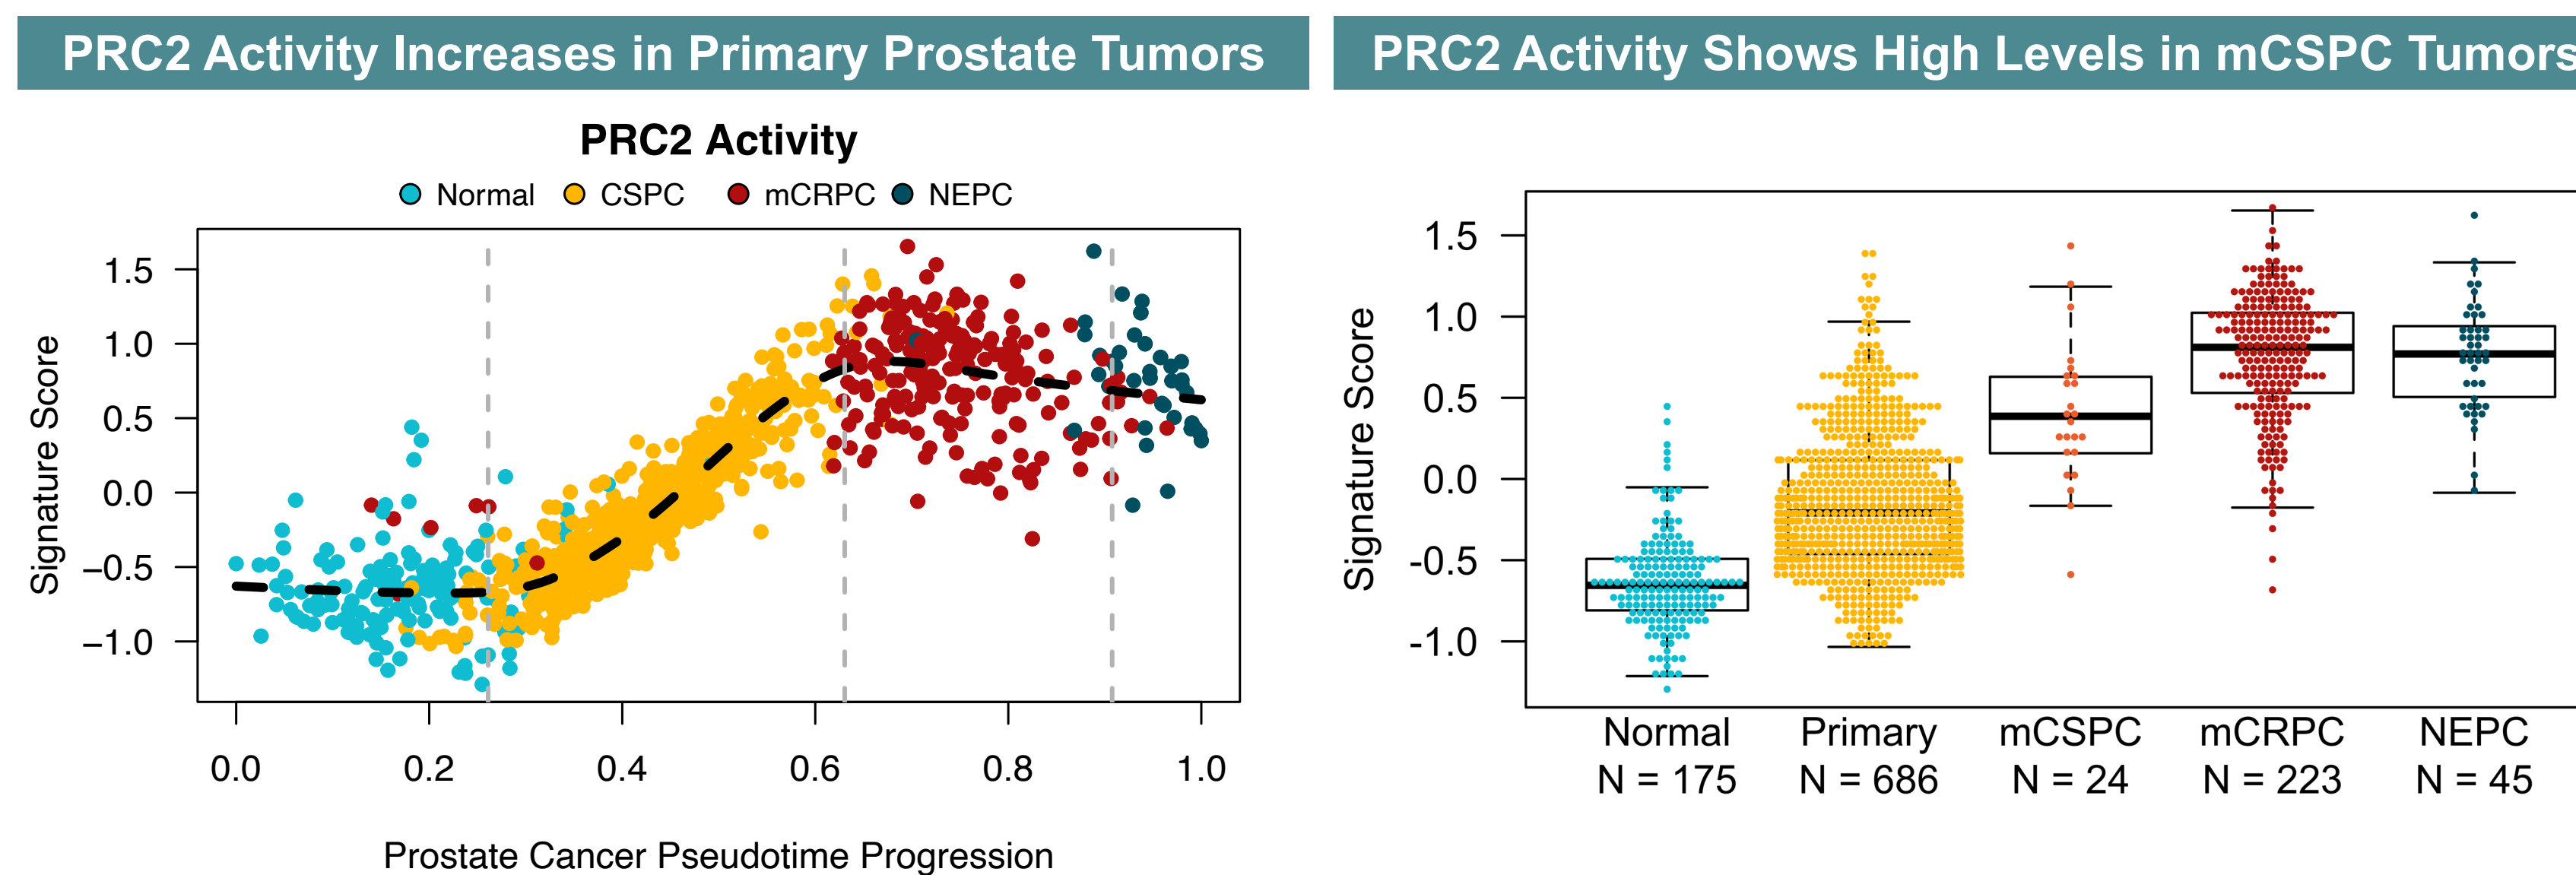 PRC2 Activity Increases in Primary Prostate Tumors
PRC2 Activity
Normal CSPC mCRPC NEPC
Signature Score
1.5
1.0
0.5
0.0
−0.5
−1.0
0.0 0.2 0.4 0.6 0.8 1.0
Prostate Cancer Pseudotime Progression
PRC2 Activity Shows High Levels in mCSPC Tumors
Signature Score
1.5
1.0
0.5
0.0
-0.5
-1.0
Normal Primary mCSPC mCRPC NEPC
N = 175 N = 686 N = 24 N = 223 N = 45